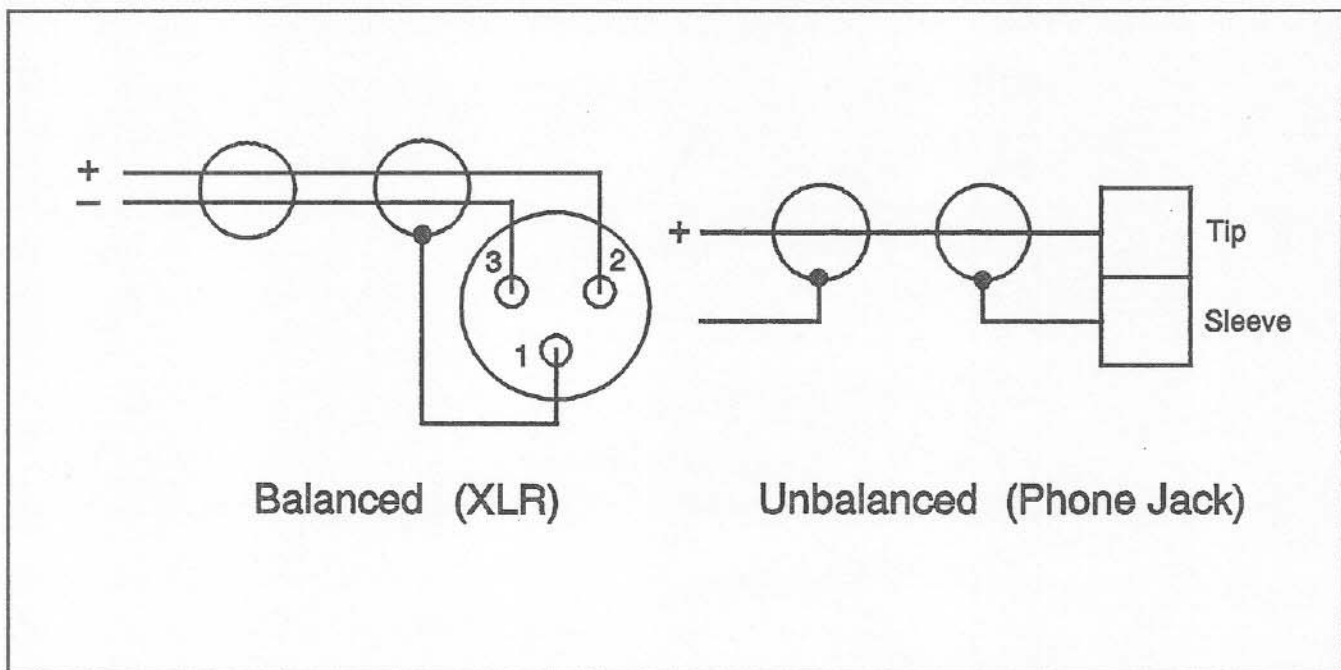 +
−
3
2
1
+
Tip
Sleeve
Balanced (XLR)
Unbalanced (Phone Jack)